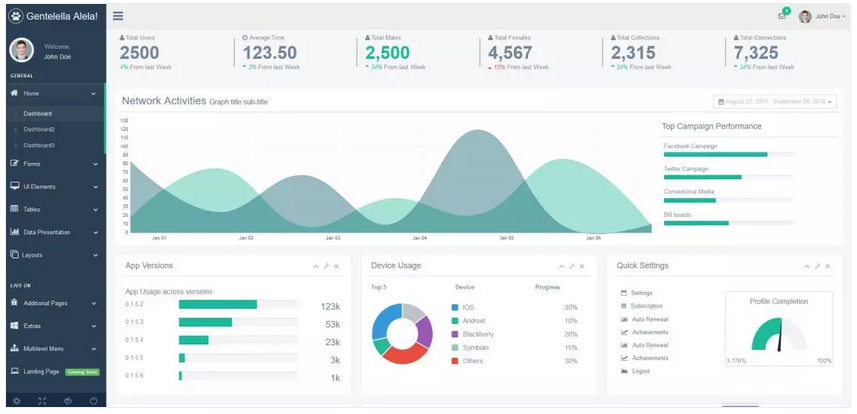 Gentelella Alela!
Welcome,
John Doe
GENERAL
Home
Dashboard
Dashboard2
Dashboard3
Forms
UI Elements
Tables
Data Presentation
Layouts
LIVE ON
Additional Pages
Extras
Multilevel Menu
Landing Page Coming Soon
6
John Doe
Total Users
2500
4% From last Week
Average Time
123.50
3% From last Week
Total Males
2,500
34% From last Week
Total Females
4,567
12% From last Week
Total Collections
2,315
34% From last Week
Total Connections
7,325
34% From last Week
Network Activities Graph title sub-title
130
120
110
100
90
80
70
60
50
40
30
20
10
0
Jan 01 Jan 02 Jan 03 Jan 04 Jan 05 Jan 06
Top Campaign Performance
Facebook Campaign
Twitter Campaign
Conventional Media
Bill boards
App Versions
App Usage across versions
0.1.5.2 123k
0.1.5.3 53k
0.1.5.4 23k
0.1.5.5 3k
0.1.5.6 1k
Device Usage
Top 5 Device Progress
IOS 30%
Android 10%
Blackberry 20%
Symbian 15%
Others 30%
Quick Settings
Settings
Subscription
Auto Renewal
Achievements
Auto Renewal
Achievements
Logout
Profile Completion
3,176% 100%